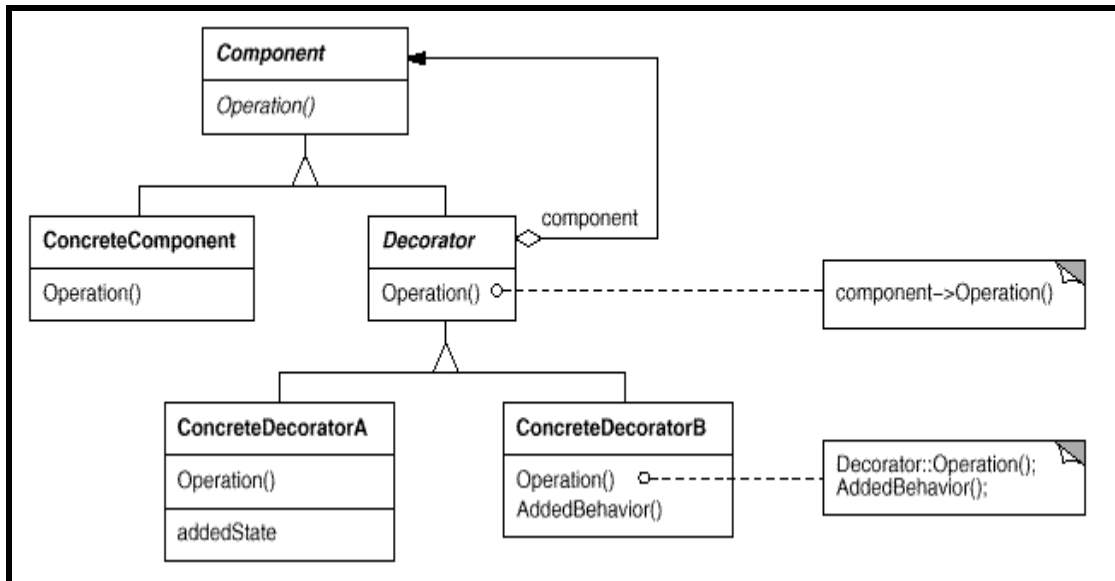 Component
Operation()
component
ConcreteComponent
Operation()
Decorator
Operation()
component->Operation()
ConcreteDecoratorA
Operation()
addedState
ConcreteDecoratorB
Operation()
AddedBehavior()
Decorator::Operation();
AddedBehavior();